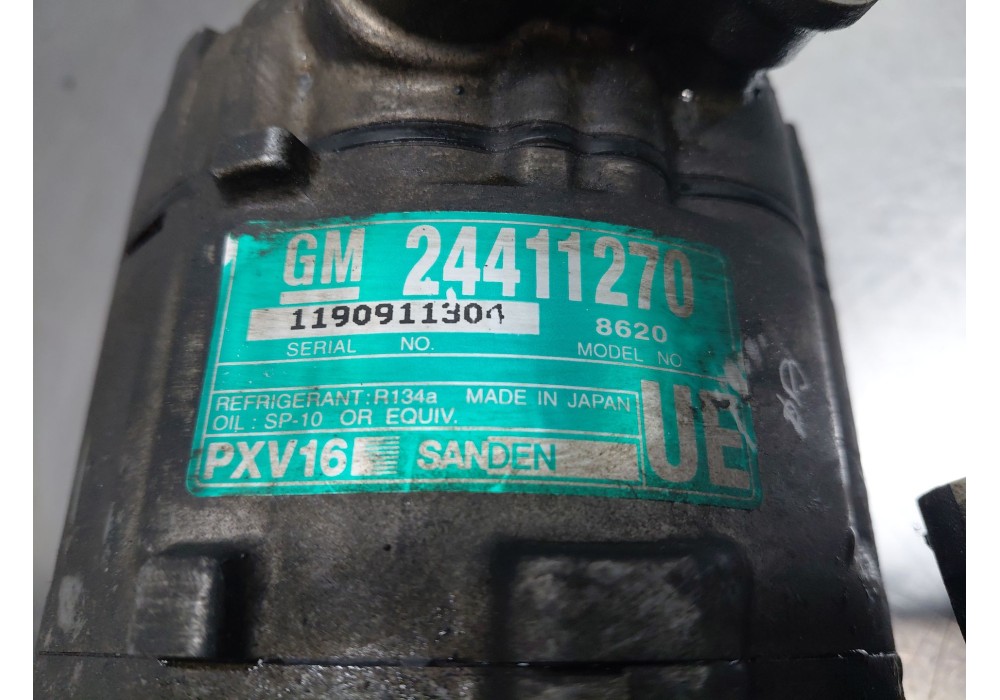 GM 24411270
1190911304 8620
SERIAL NO. MODEL NO
REFRIGERANT: R134a MADE IN JAPAN
OIL: SP-10 OR EQUIV.
PXV16 SANDEN UE